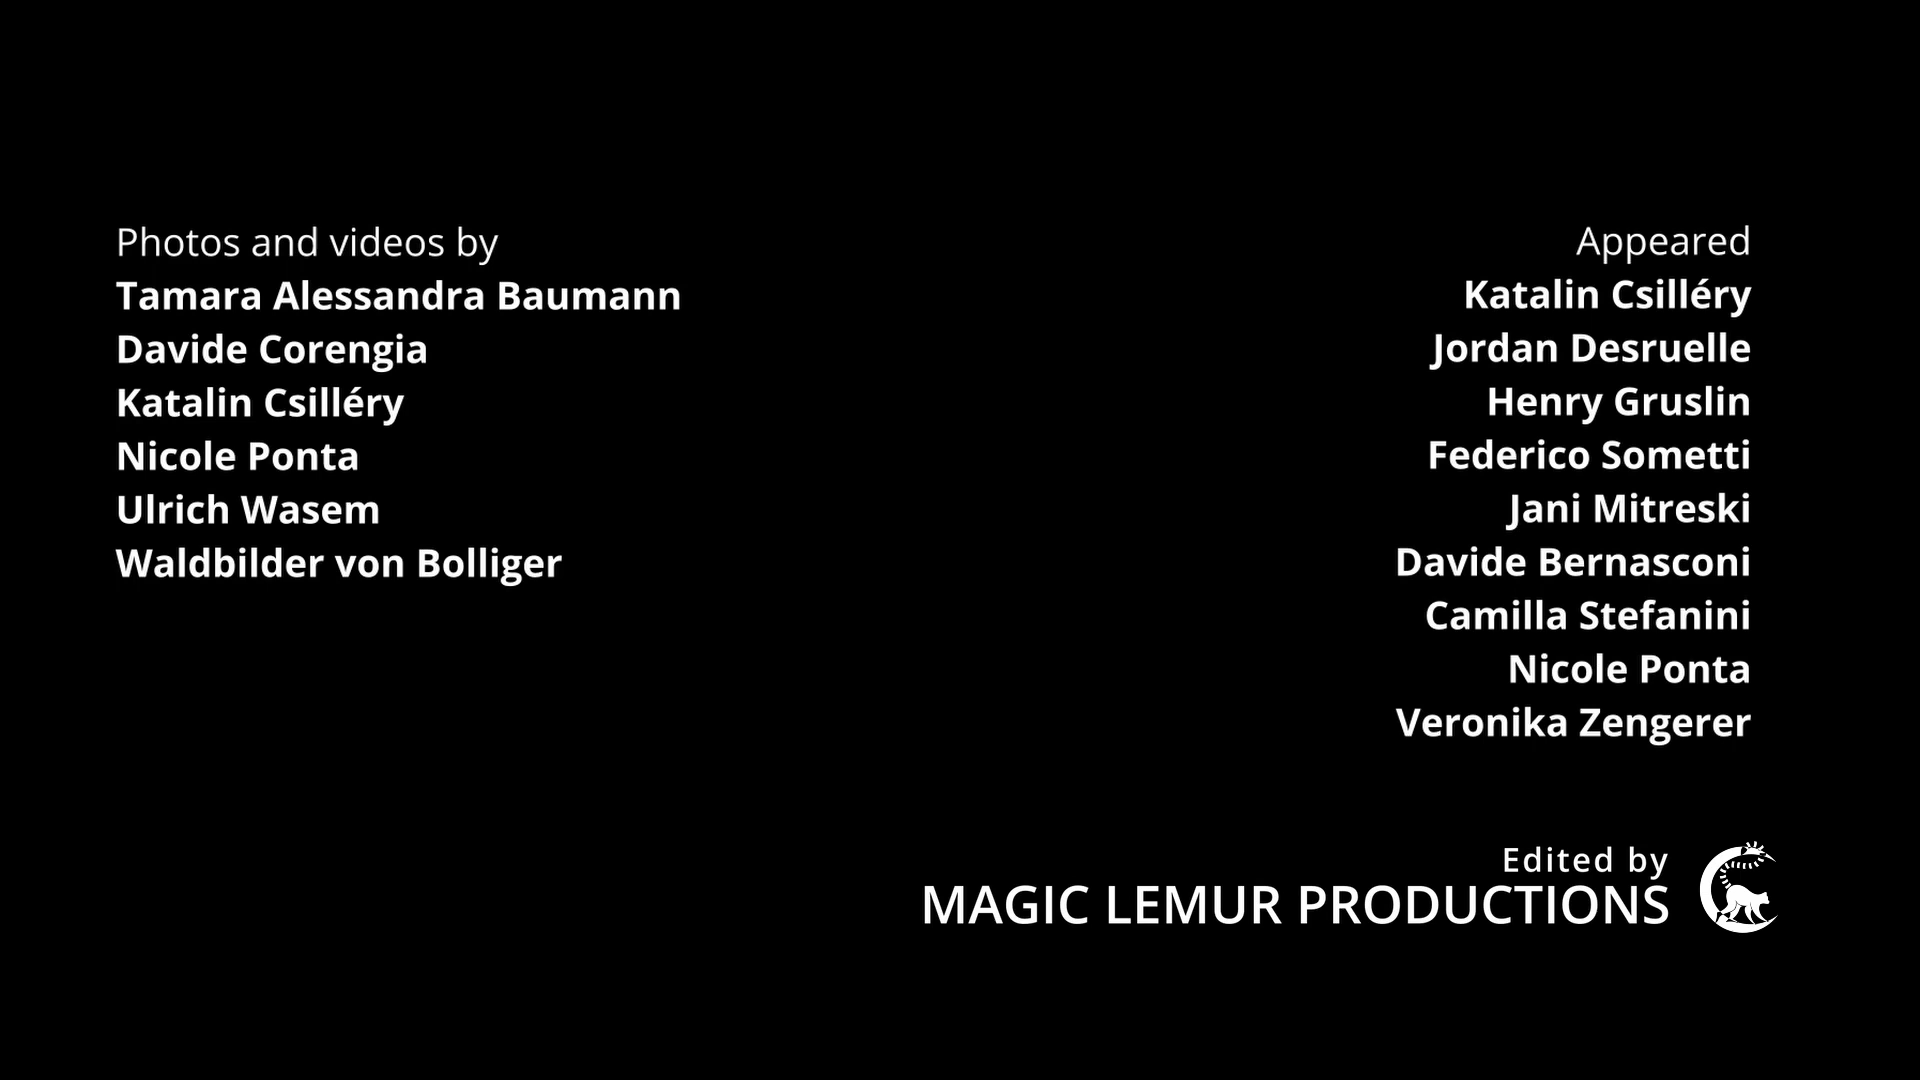 Photos and videos by
Tamara Alessandra Baumann
Davide Corengia
Katalin Csilléry
Nicole Ponta
Ulrich Wasem
Waldbilder von Bolliger
Appeared
Katalin Csilléry
Jordan Desruelle
Henry Gruslin
Federico Sometti
Jani Mitreski
Davide Bernasconi
Camilla Stefanini
Nicole Ponta
Veronika Zengerer
Edited by
MAGIC LEMUR PRODUCTIONS